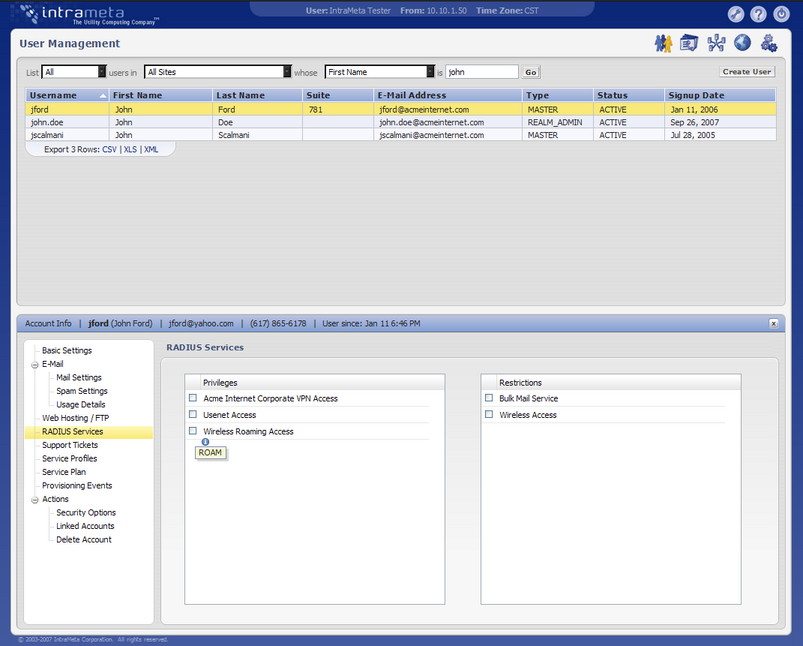 intrameta
The Utility Computing Company™
User: IntraMeta Tester From: 10.10.1.50 Time Zone: CST
User Management
List All users in All Sites whose First Name is john Go Create User
Username First Name Last Name Suite E-Mail Address Type Status Signup Date
jford John Ford 781 jford@acmeinternet.com MASTER ACTIVE Jan 11, 2006
john.doe John Doe john.doe@acmeinternet.com REALM_ADMIN ACTIVE Sep 26, 2007
jscalmani John Scalmani jscalmani@acmeinternet.com MASTER ACTIVE Jul 28, 2005
Export 3 Rows: CSV | XLS | XML
Account Info | jford (John Ford) | jford@yahoo.com | (617) 865-6178 | User since: Jan 11 6:46 PM x
Basic Settings
E-Mail
Mail Settings
Spam Settings
Usage Details
Web Hosting / FTP
RADIUS Services
Support Tickets
Service Profiles
Service Plan
Provisioning Events
Actions
Security Options
Linked Accounts
Delete Account
RADIUS Services
Privileges
Acme Internet Corporate VPN Access
Usenet Access
Wireless Roaming Access
ROAM
Restrictions
Bulk Mail Service
Wireless Access
© 2003-2007 IntraMeta Corporation. All rights reserved.